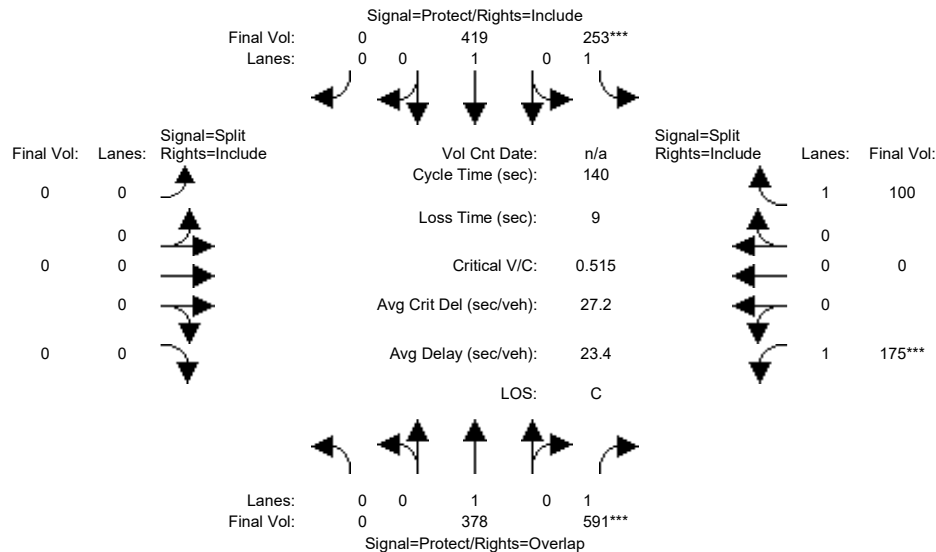 Signal=Protect/Rights=Include
Final Vol: 0 419 253***
Lanes: 0 0 1 0 1
Signal=Split Signal=Split
Final Vol: Lanes: Rights=Include Vol Cnt Date: n/a Rights=Include Lanes: Final Vol:
Cycle Time (sec): 140
0 0 1 100
Loss Time (sec): 9
0 0
0 0 Critical V/C: 0.515 0 0
0 Avg Crit Del (sec/veh): 27.2 0
0 0 Avg Delay (sec/veh): 23.4 1 175***
LOS: C
Lanes: 0 0 1 0 1
Final Vol: 0 378 591***
Signal=Protect/Rights=Overlap